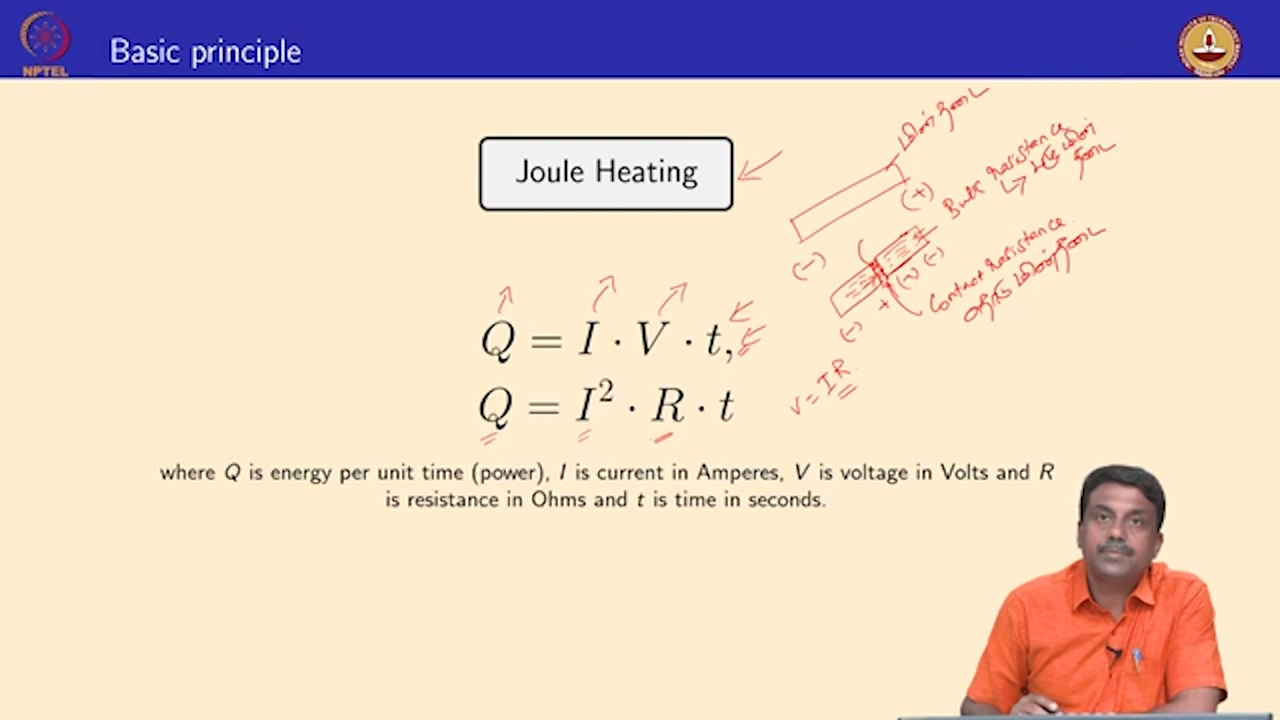 NPTEL
Basic principle
Joule Heating
Q = I · V · t,
Q = I² · R · t
where Q is energy per unit time (power), I is current in Amperes, V is voltage in Volts and R
is resistance in Ohms and t is time in seconds.
(+)
(-)
Bulk resistance
(+) (-)
+
(-)
Contact resistance
V = IR